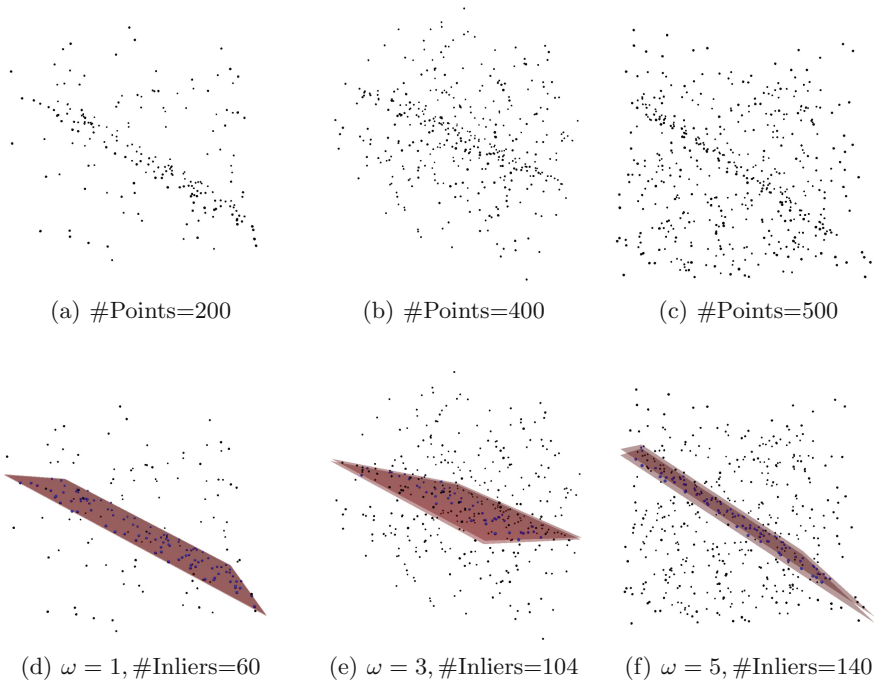 (a) #Points=200
(b) #Points=400
(c) #Points=500
(d) ω = 1, #Inliers=60
(e) ω = 3, #Inliers=104
(f) ω = 5, #Inliers=140